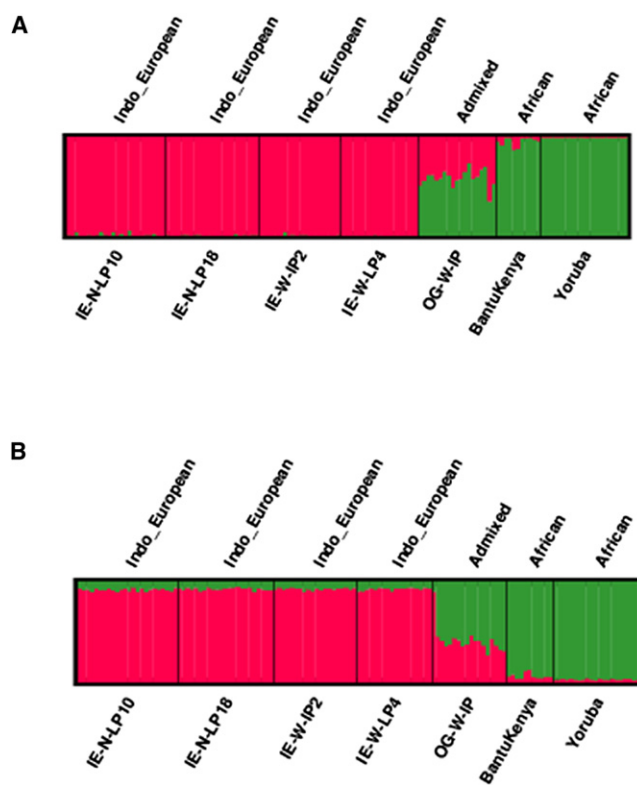 A
Indo_European Indo_European Indo_European Indo_European Admixed African African
IE-N-LP10 IE-N-LP18 IE-W-IP2 IE-W-LP4 OG-W-IP BantuKenya Yoruba
B
Indo_European Indo_European Indo_European Indo_European Admixed African African
IE-N-LP10 IE-N-LP18 IE-W-IP2 IE-W-LP4 OG-W-IP BantuKenya Yoruba